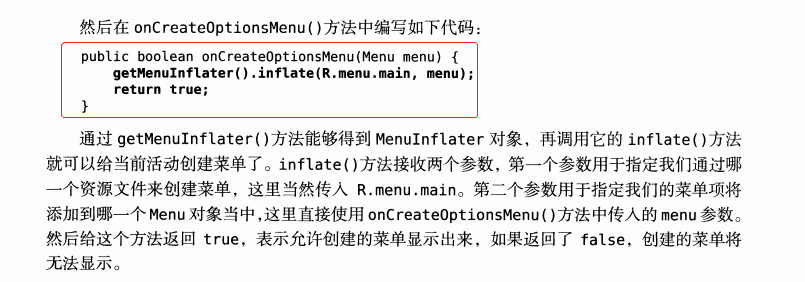 然后在 onCreateOptionsMenu()方法中编写如下代码：
public boolean onCreateOptionsMenu(Menu menu) {
    getMenuInflater().inflate(R.menu.main, menu);
    return true;
}
通过 getMenuInflater()方法能够得到 MenuInflater 对象，再调用它的 inflate()方法
就可以给当前活动创建菜单了。inflate()方法接收两个参数，第一个参数用于指定我们通过哪
一个资源文件来创建菜单，这里当然传入 R.menu.main。第二个参数用于指定我们的菜单项将
添加到哪一个 Menu 对象当中，这里直接使用 onCreateOptionsMenu()方法中传入的 menu 参数。
然后给这个方法返回 true，表示允许创建的菜单显示出来，如果返回了 false，创建的菜单将
无法显示。